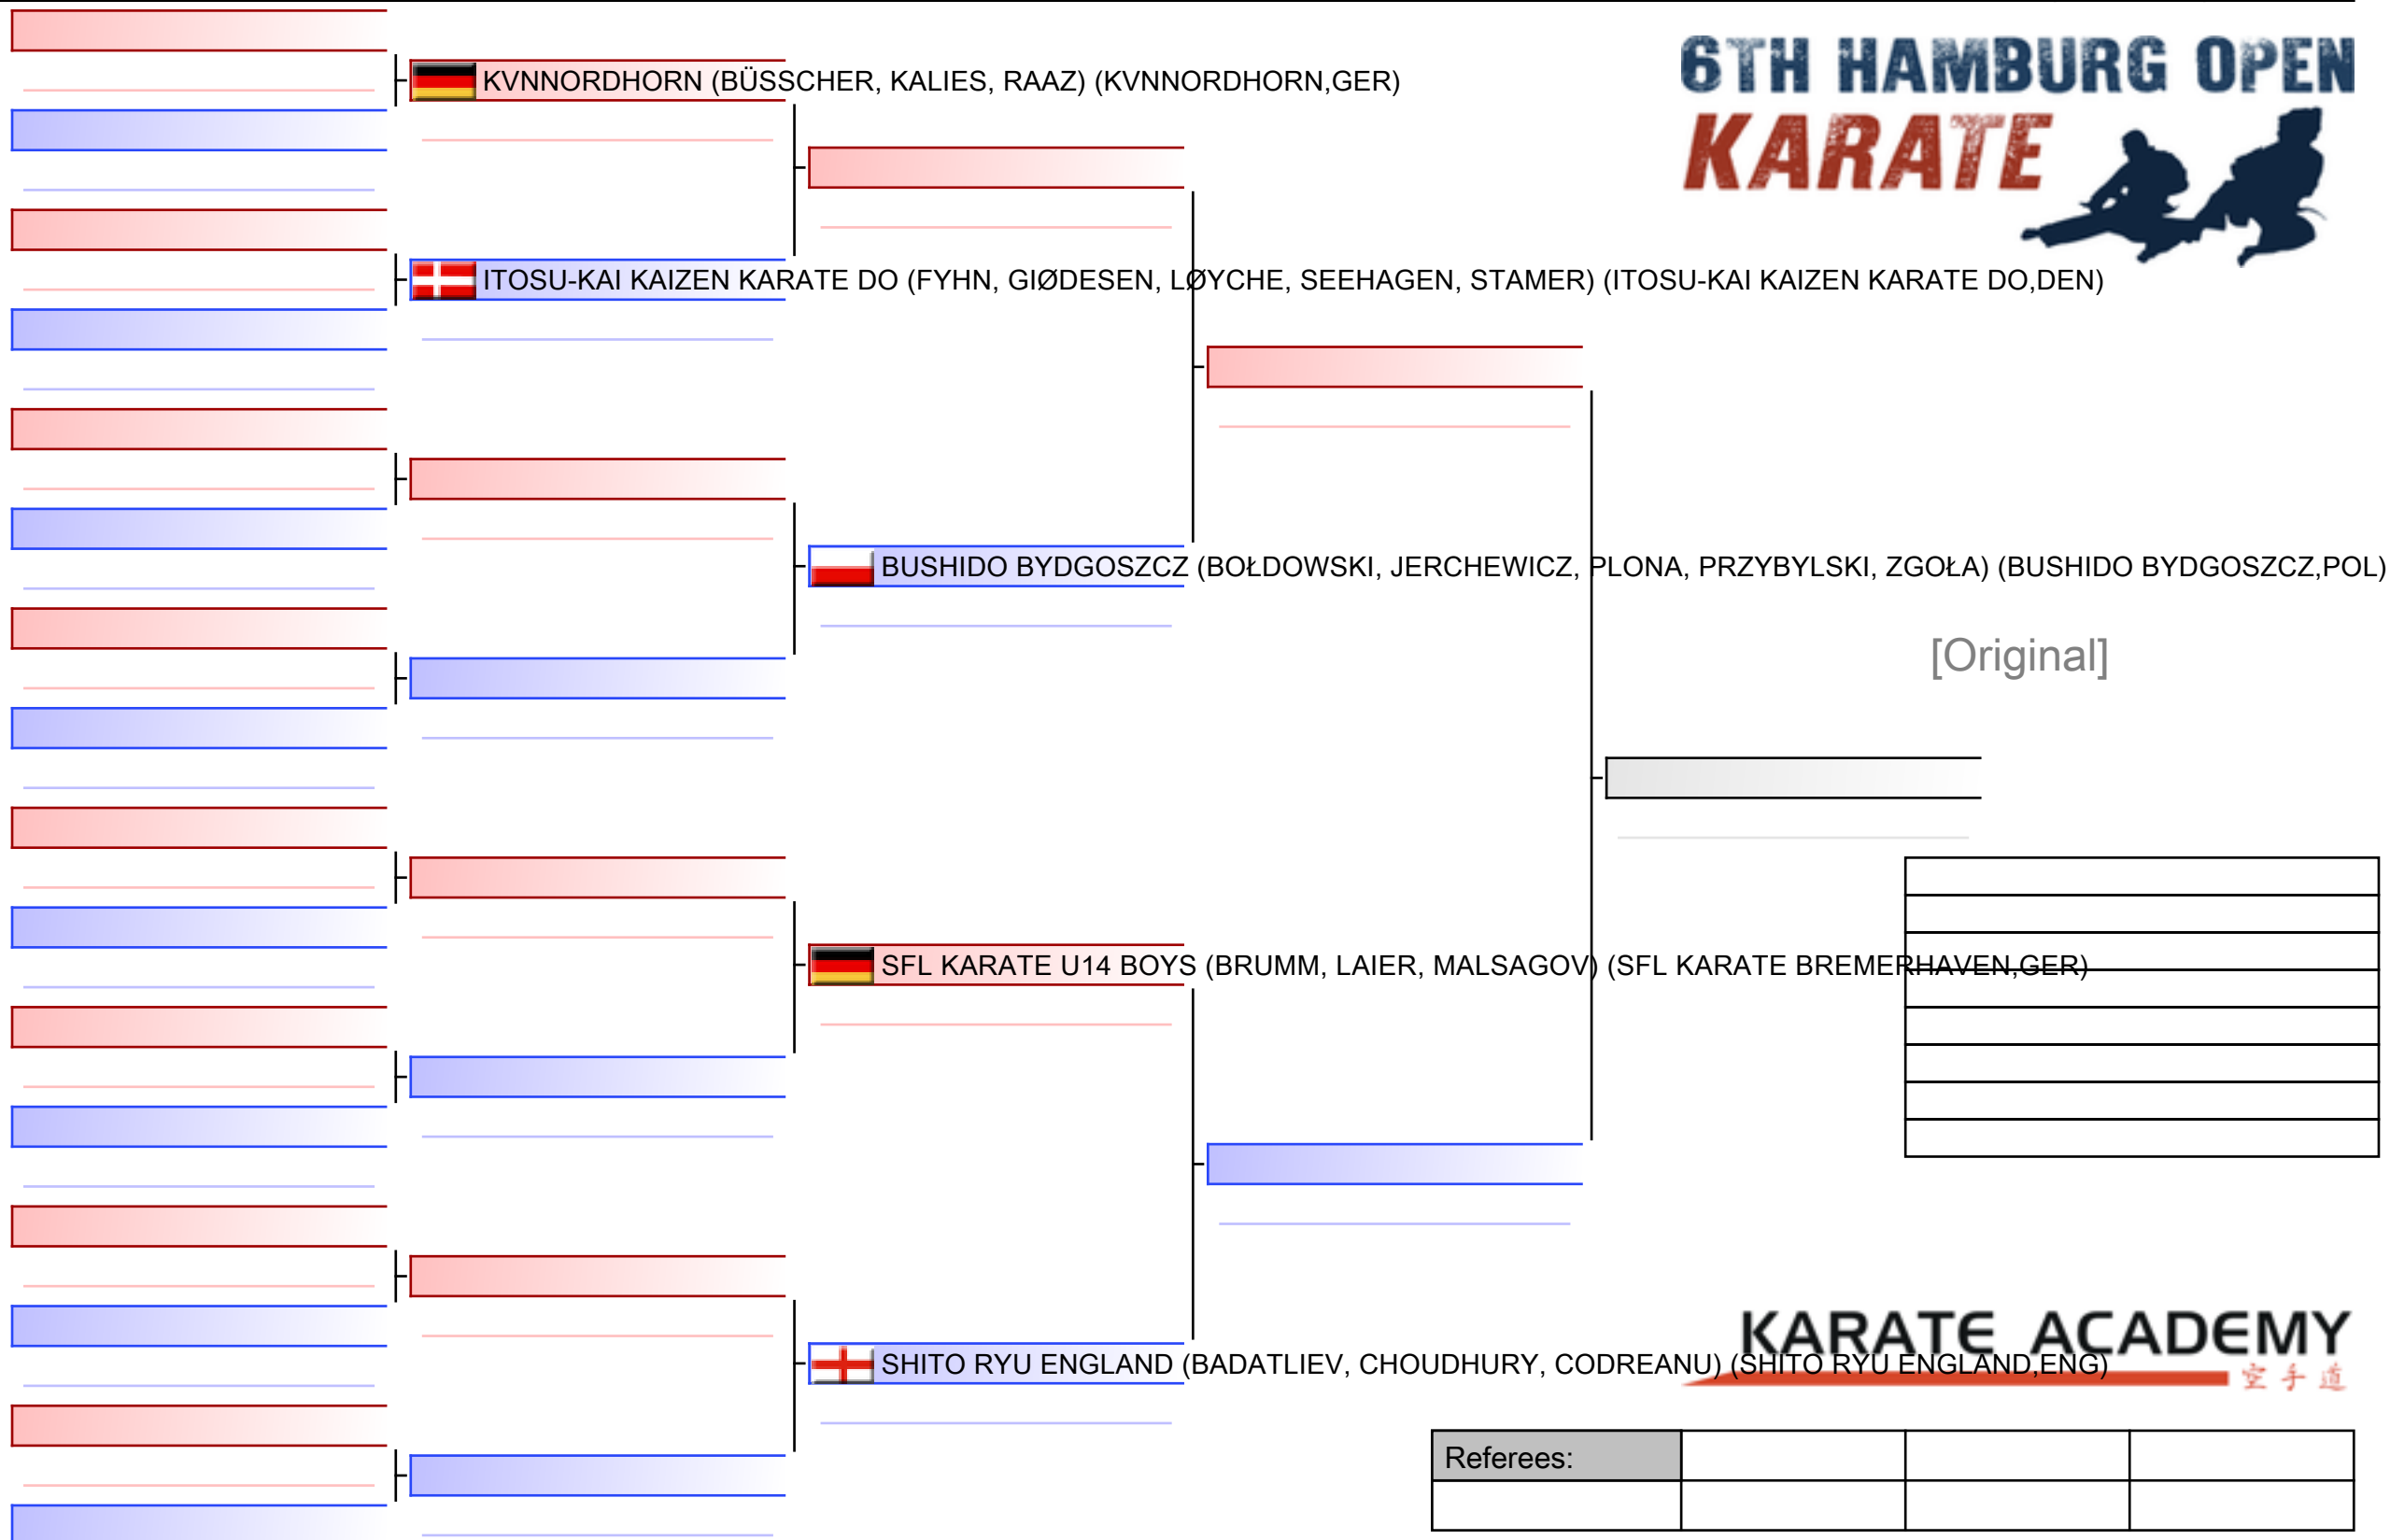 6TH HAMBURG OPEN
KARATE
KVNNORDHORN (BÜSSCHER, KALIES, RAAZ) (KVNNORDHORN,GER)
ITOSU-KAI KAIZEN KARATE DO (FYHN, GIØDESEN, LØYCHE, SEEHAGEN, STAMER) (ITOSU-KAI KAIZEN KARATE DO,DEN)
BUSHIDO BYDGOSZCZ (BOŁDOWSKI, JERCHEWICZ, PLONA, PRZYBYLSKI, ZGOŁA) (BUSHIDO BYDGOSZCZ,POL)
[Original]
SFL KARATE U14 BOYS (BRUMM, LAIER, MALSAGOV) (SFL KARATE BREMERHAVEN,GER)
KARATE ACADEMY
SHITO RYU ENGLAND (BADATLIEV, CHOUDHURY, CODREANU) (SHITO RYU ENGLAND,ENG)
空手道
Referees: